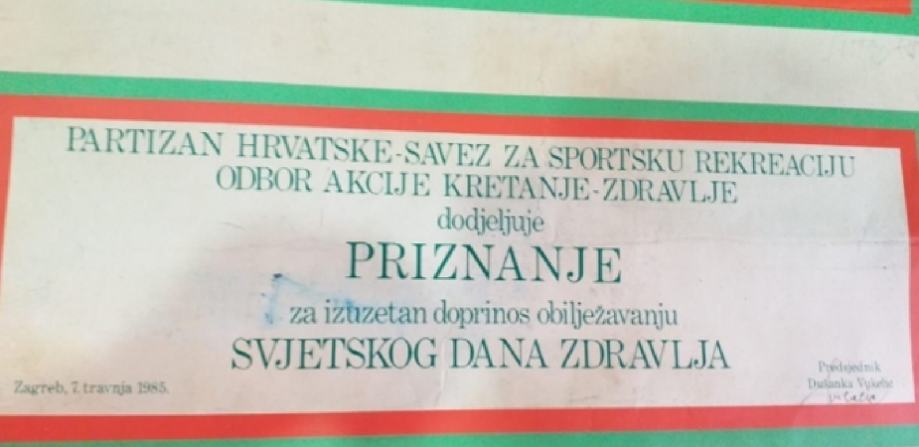 PARTIZAN HRVATSKE-SAVEZ ZA SPORTSKU REKREACIJU
ODBOR AKCIJE KRETANJE-ZDRAVLJE
dodjeljuje
PRIZNANJE
za izuzetan doprinos obilježavanju
SVJETSKOG DANA ZDRAVLJA
Zagreb, 7. travnja 1985.
Predsjednik
Dušanka